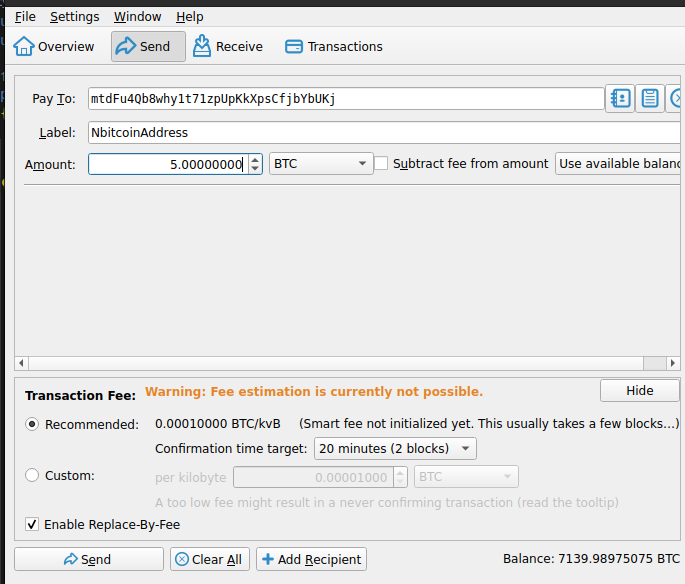 File Settings Window Help
Overview Send Receive Transactions
Pay To: mtdFu4Qb8why1t71zpUpKkXpsCfjbYbUKj
Label: NbitcoinAddress
Amount: 5.00000000 BTC Subtract fee from amount Use available balanc
Transaction Fee: Warning: Fee estimation is currently not possible. Hide
Recommended: 0.00010000 BTC/kvB (Smart fee not initialized yet. This usually takes a few blocks...)
Confirmation time target: 20 minutes (2 blocks)
Custom: per kilobyte 0.00001000 BTC
A too low fee might result in a never confirming transaction (read the tooltip)
Enable Replace-By-Fee
Send Clear All Add Recipient Balance: 7139.98975075 BTC